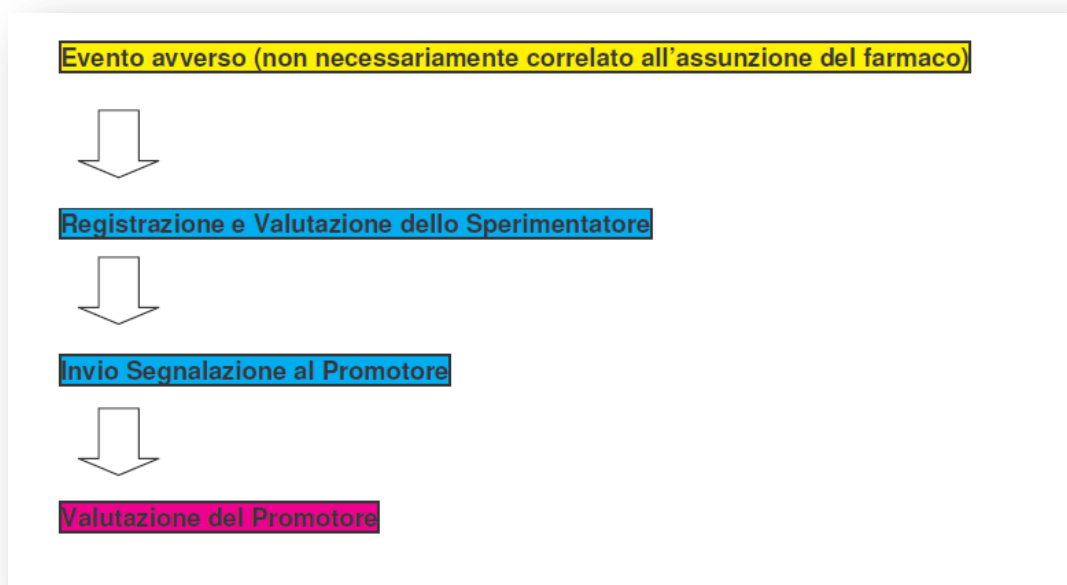 Evento avverso (non necessariamente correlato all'assunzione del farmaco)
Registrazione e Valutazione dello Sperimentatore
Invio Segnalazione al Promotore
Valutazione del Promotore